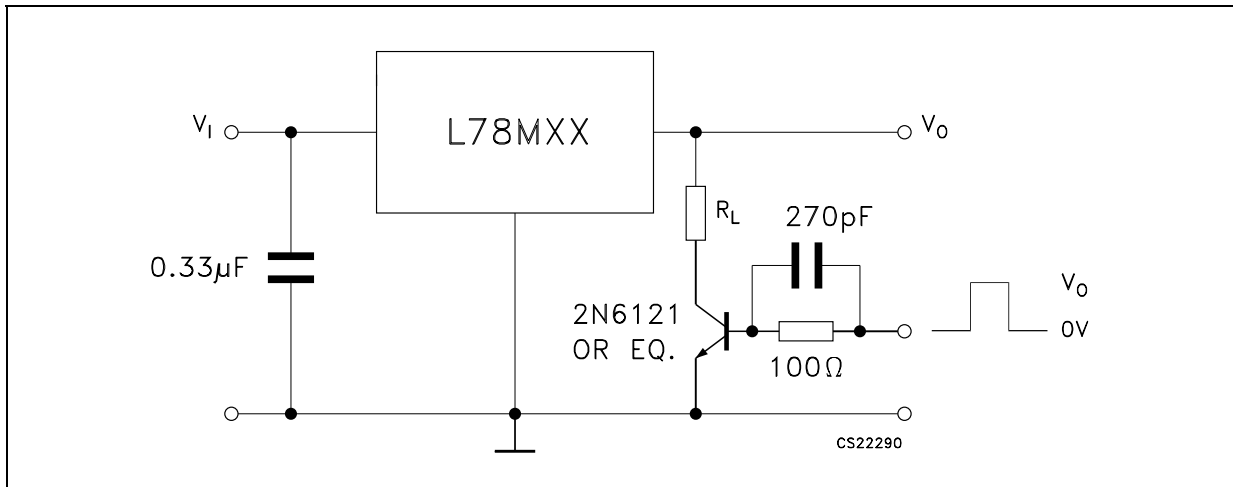 V_I
L78MXX
V_O
R_L
270pF
0.33µF
2N6121
OR EQ.
100Ω
V_O
0V
CS22290